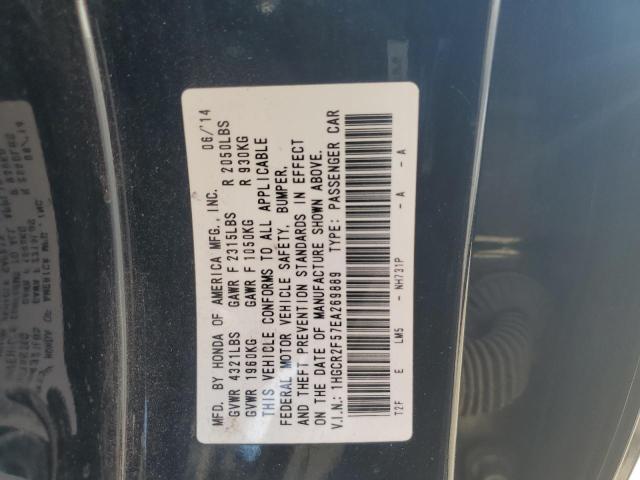 MFD. BY HONDA OF AMERICA MFG., INC. 06/14
GVWR 4321LBS GAWR F 2315LBS R 2050LBS
GVWR 1960KG GAWR F 1050KG R 930KG
THIS VEHICLE CONFORMS TO ALL APPLICABLE
FEDERAL MOTOR VEHICLE SAFETY, BUMPER,
AND THEFT PREVENTION STANDARDS IN EFFECT
ON THE DATE OF MANUFACTURE SHOWN ABOVE.
V.I.N.: 1HGCR2F57EA269889 TYPE: PASSENGER CAR
T2F E LM5 - NH731P - A - A